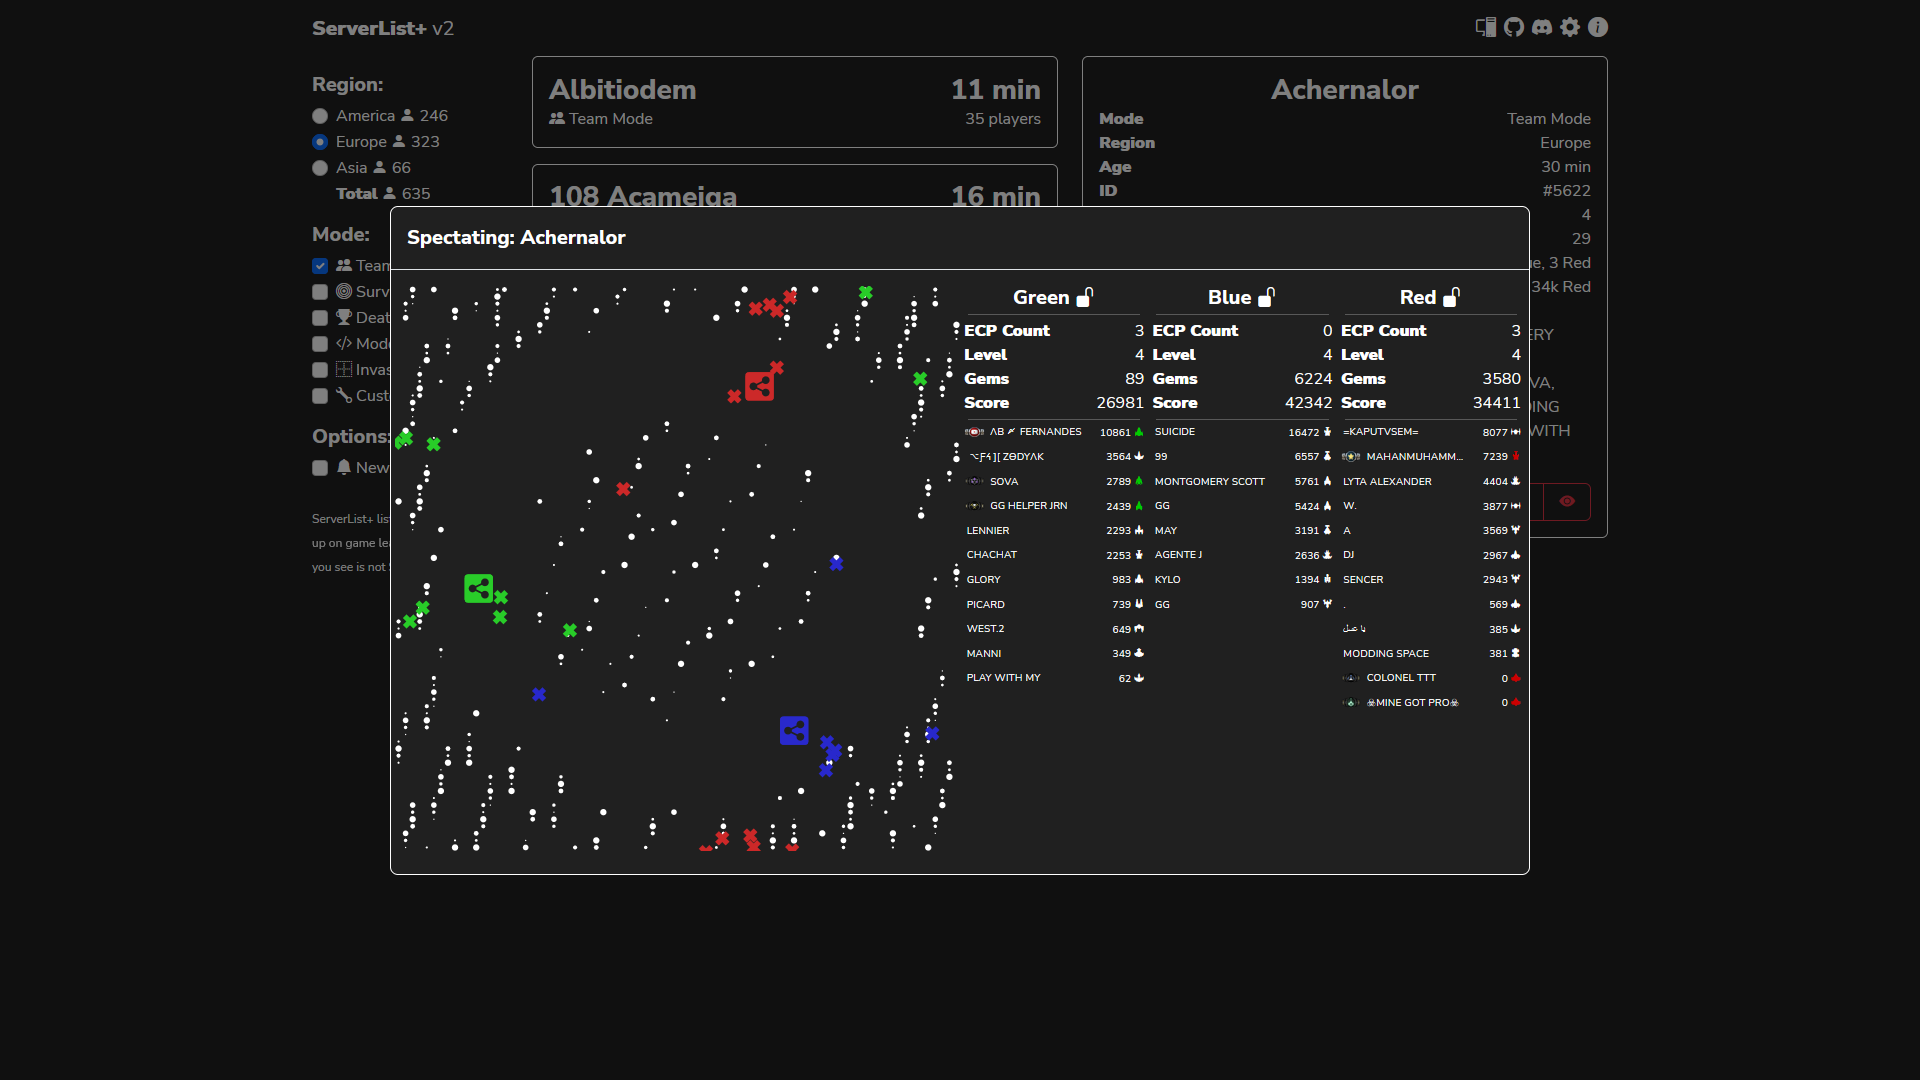 ServerList+ v2
Region:
America 246
Europe 323
Asia 66
Total 635
Mode:
Team
Surv
Deat
Mod
Invas
Cust
Options:
New
ServerList+ lis
up on game le
you see is not
Albitiodem 11 min
Team Mode 35 players
108 Acameiga 16 min
Achernalor
Mode Team Mode
Region Europe
Age 30 min
ID #5622
4
29
ue, 3 Red
34k Red
ERY
VA,
DING
WITH
Spectating: Achernalor
Green Blue Red
ECP Count 3 ECP Count 0 ECP Count 3
Level 4 Level 4 Level 4
Gems 89 Gems 6224 Gems 3580
Score 26981 Score 42342 Score 34411
FERNANDES 10861 SUICIDE 16472 =KAPUTVSEM= 8077
ZΘDYΛK 3564 99 6557 MAHANMUHAMM... 7239
SOVA 2789 MONTGOMERY SCOTT 5761 LYTA ALEXANDER 4404
GG HELPER JRN 2439 GG 5424 W. 3877
LENNIER 2293 MAY 3191 A 3569
CHACHAT 2253 AGENTE J 2636 DJ 2967
GLORY 983 KYLO 1394 SENCER 2943
PICARD 739 GG 907 . 569
WEST.2 649 يا عسل 385
MANNI 349 MODDING SPACE 381
PLAY WITH MY 62 COLONEL TTT 0
☠MINE GOT PRO☠ 0